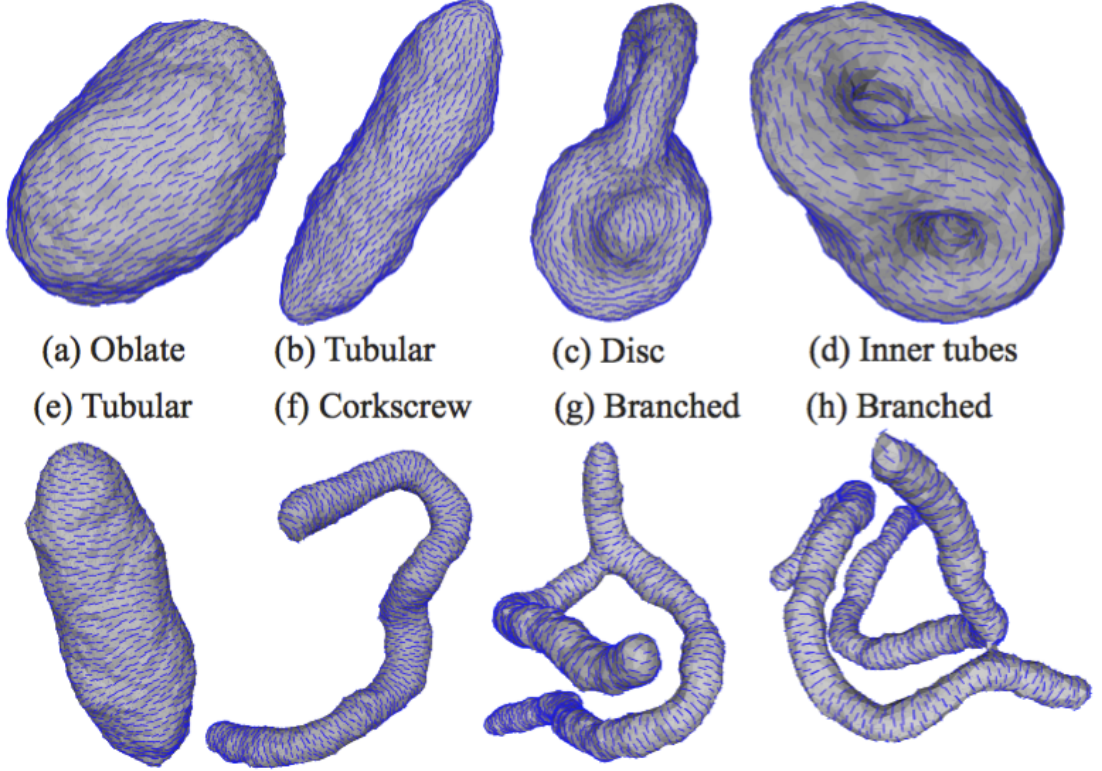 (a) Oblate
(b) Tubular
(c) Disc
(d) Inner tubes
(e) Tubular
(f) Corkscrew
(g) Branched
(h) Branched